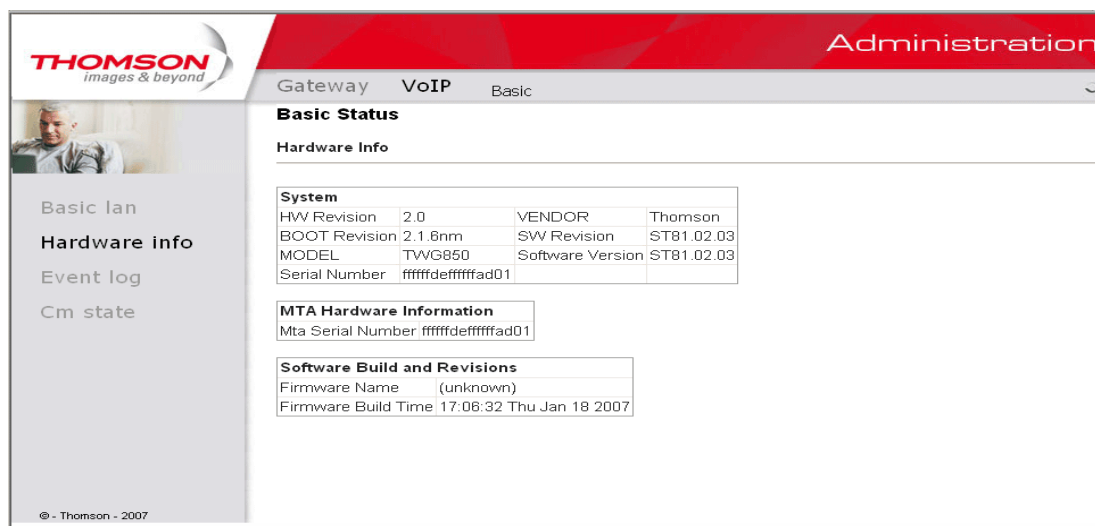 THOMSON
images & beyond
Administration
Gateway VoIP Basic
Basic Status
Hardware Info
Basic lan
Hardware info
Event log
Cm state
System
HW Revision 2.0 VENDOR Thomson
BOOT Revision 2.1.6nm SW Revision ST81.02.03
MODEL TWG850 Software Version ST81.02.03
Serial Number ffffffdeffffffad01
MTA Hardware Information
Mta Serial Number ffffffdeffffffad01
Software Build and Revisions
Firmware Name (unknown)
Firmware Build Time 17:06:32 Thu Jan 18 2007
© - Thomson - 2007